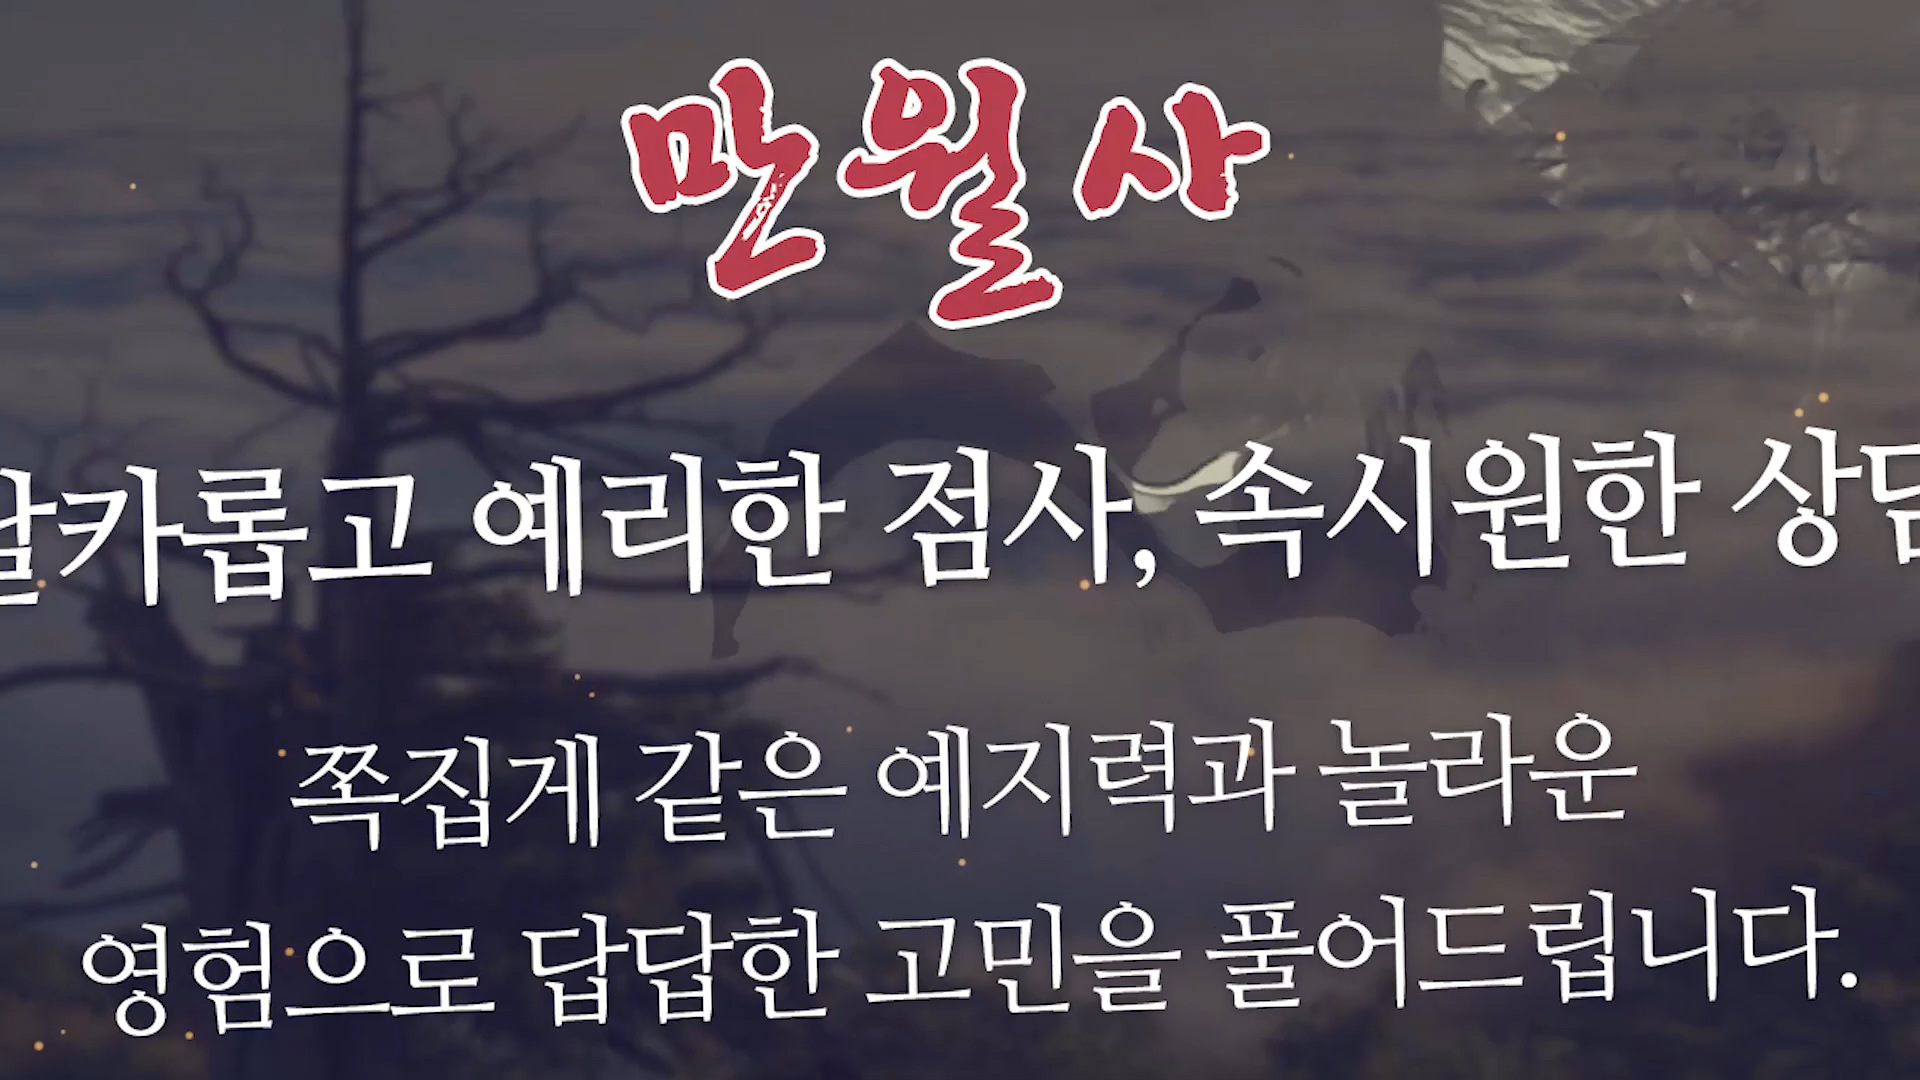 만월사
카롭고 예리한 점사, 속시원한 상담
쪽집게 같은 예지력과 놀라운
영험으로 답답한 고민을 풀어드립니다.